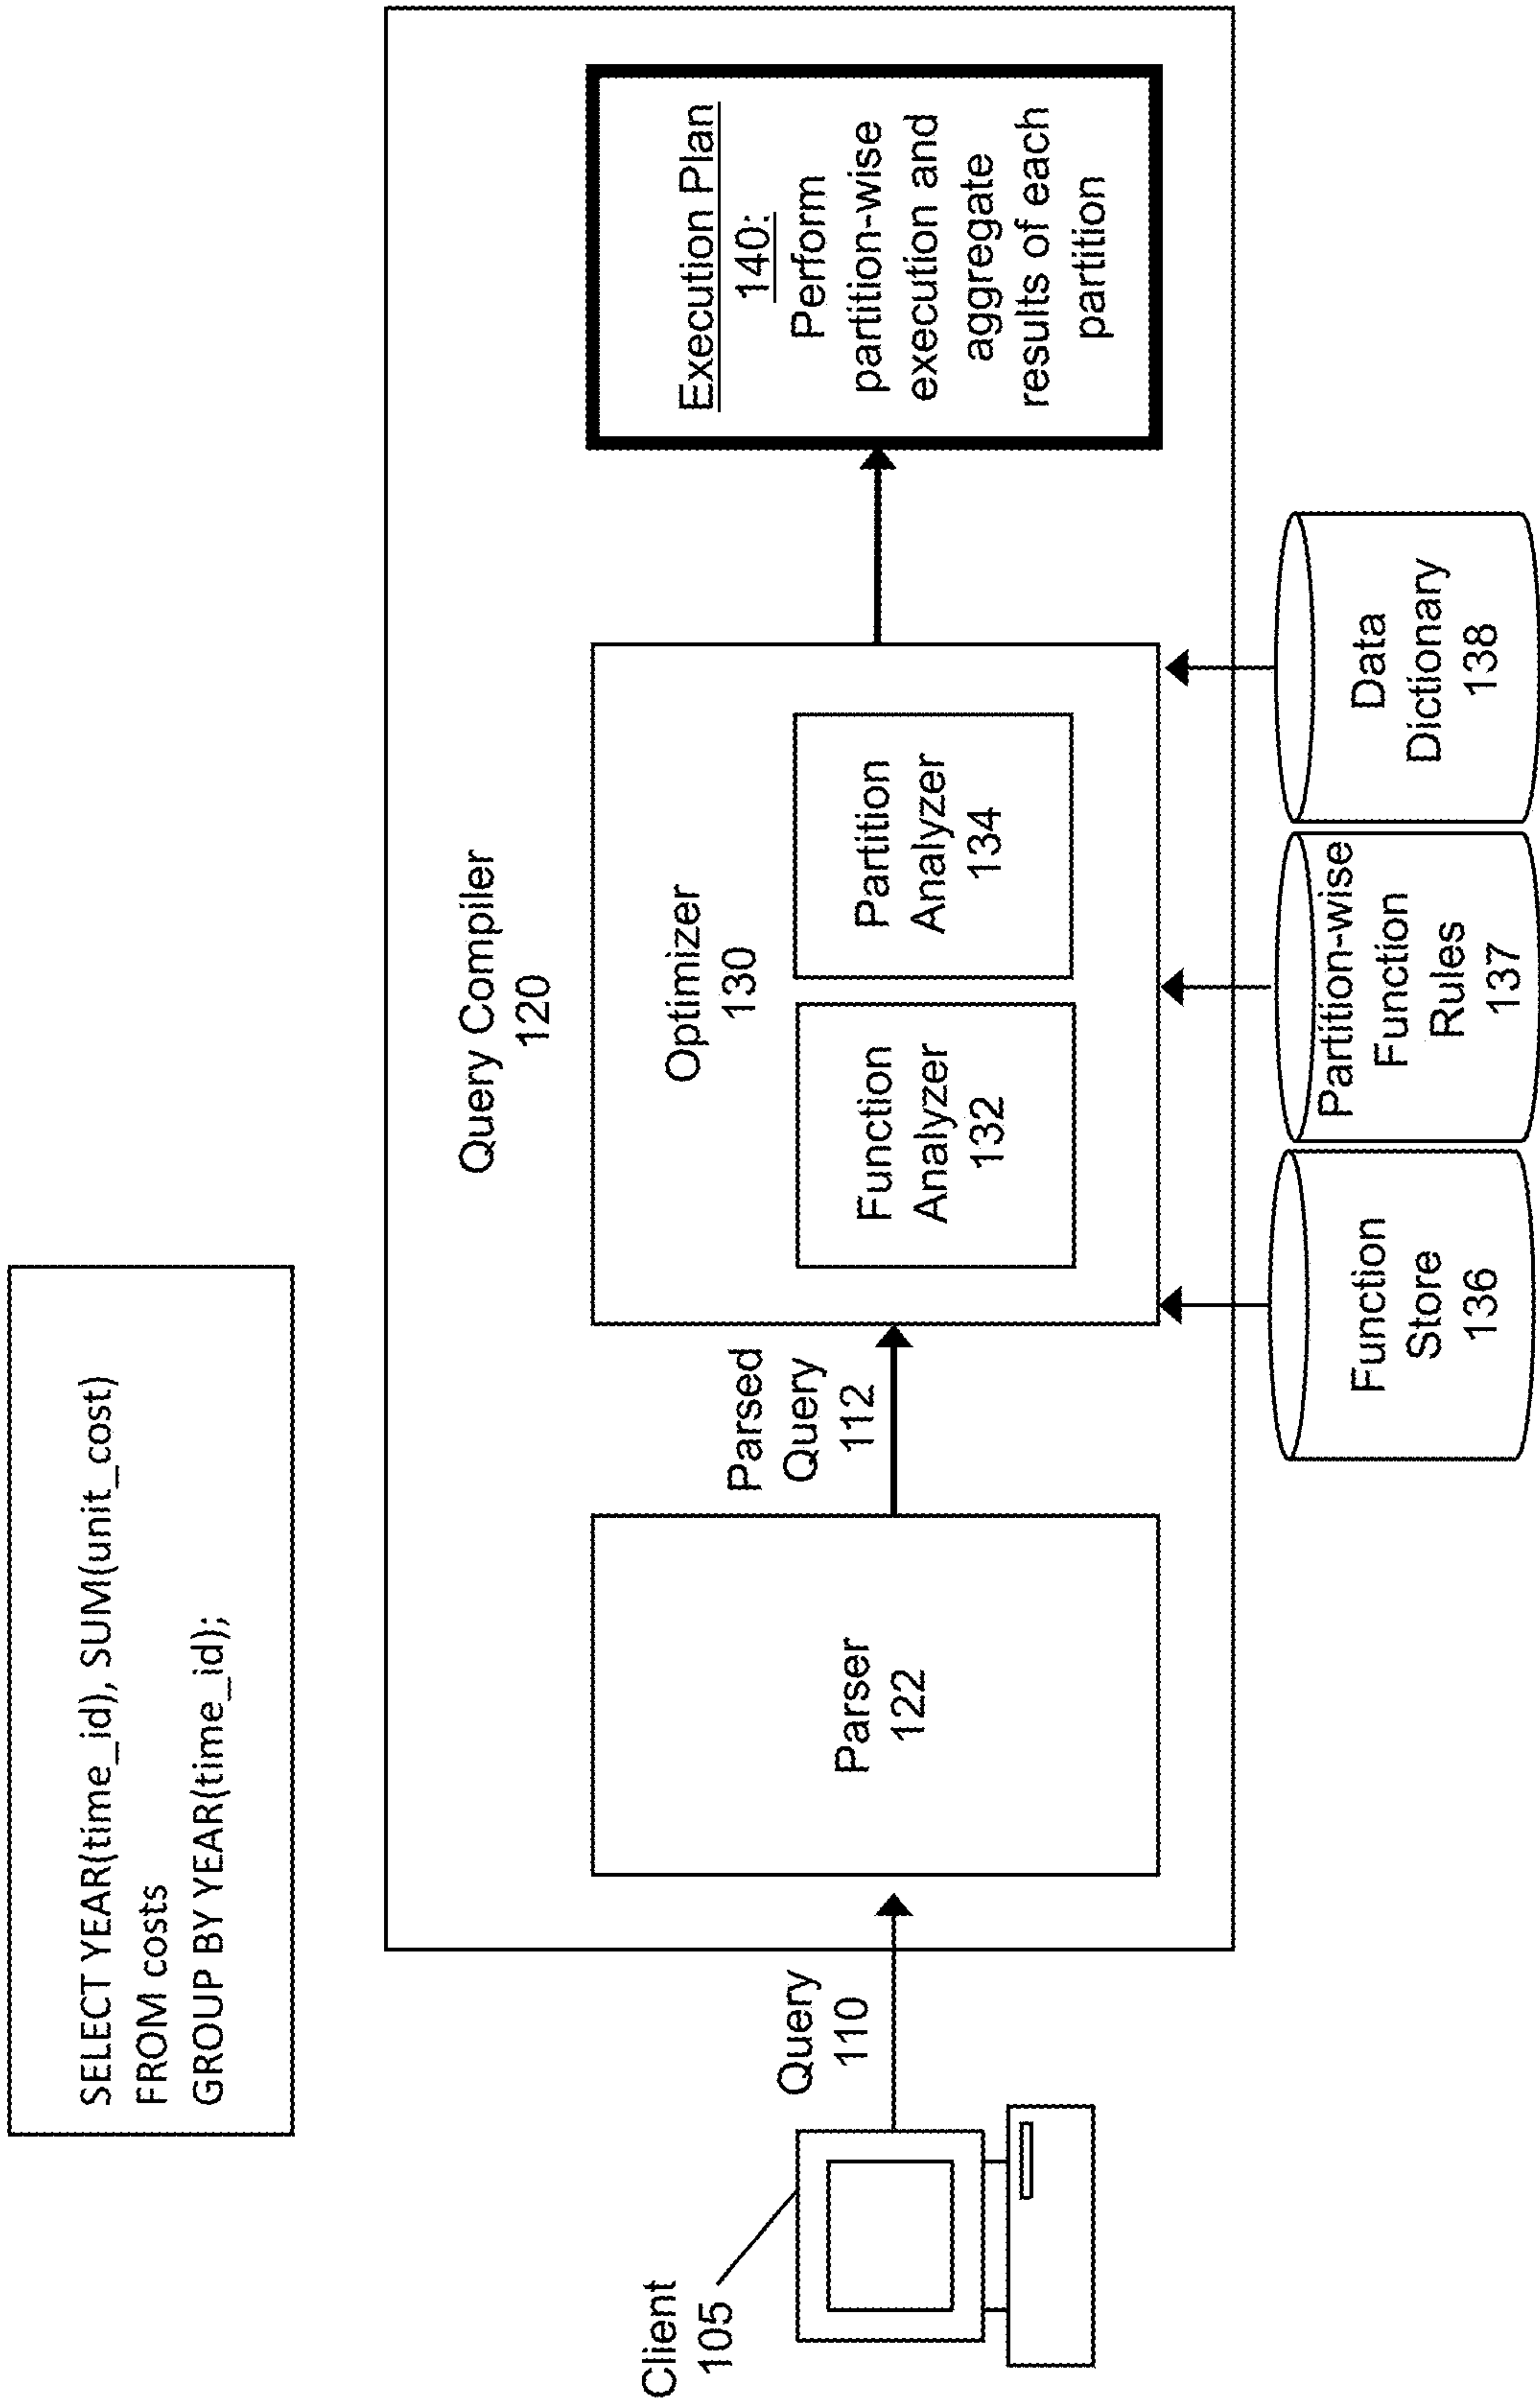 SELECT YEAR(time_id), SUM(unit_cost)
FROM costs
GROUP BY YEAR(time_id);
Query Compiler
120
Client
105
Query
110
Parser
122
Parsed
Query
112
Optimizer
130
Function
Analyzer
132
Partition
Analyzer
134
Execution Plan
140:
Perform
partition-wise
execution and
aggregate
results of each
partition
Function
Store
136
Partition-wise
Function
Rules
137
Data
Dictionary
138